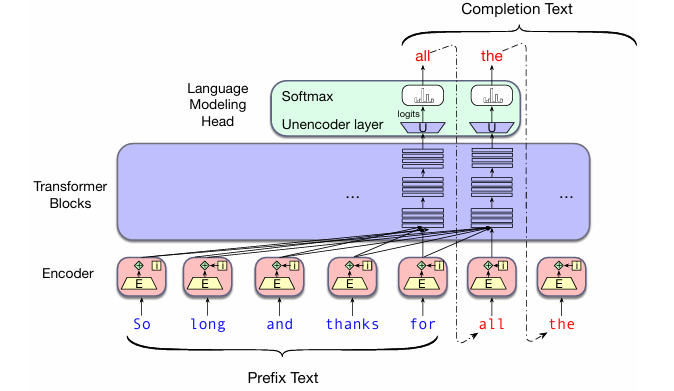 Completion Text
all the
Language
Modeling
Head
Softmax
logits
Unencoder layer U U
Transformer
Blocks
... ...
Encoder
i i i i i i i
E E E E E E E
So long and thanks for all the
Prefix Text